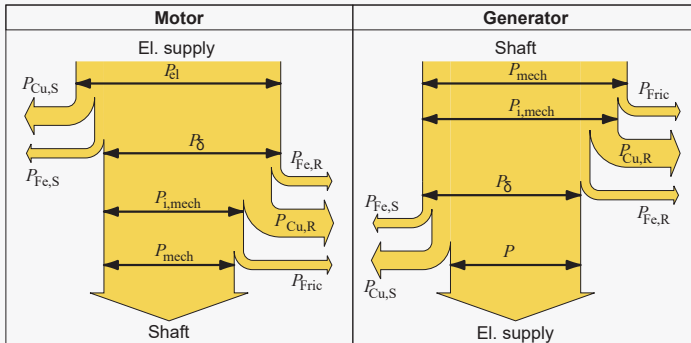 Motor
El. supply
P_el
P_Cu,S
P_Fe,S
P_δ
P_Fe,R
P_i,mech
P_Cu,R
P_mech
P_Fric
Shaft
Generator
Shaft
P_mech
P_Fric
P_i,mech
P_Cu,R
P_δ
P_Fe,S
P_Fe,R
P
P_Cu,S
El. supply